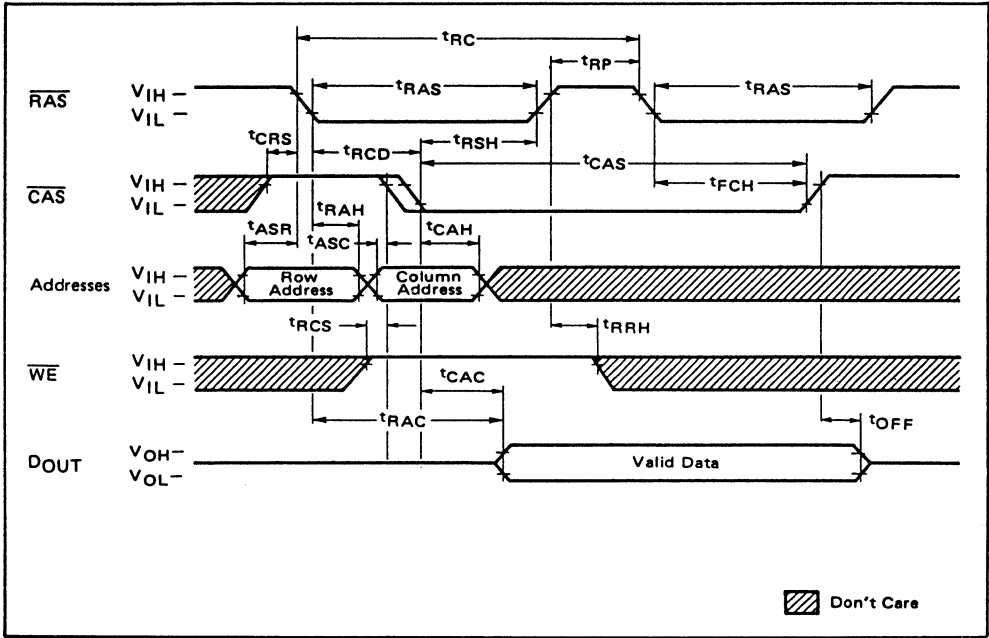 tRC
tRP
RAS
VIH
VIL
tRAS
tRAS
tCRS
tRCD
tRSH
tCAS
CAS
VIH
VIL
tFCH
tRAH
tASR
tASC
tCAH
Addresses
VIH
VIL
Row
Address
Column
Address
tRCS
tRRH
WE
VIH
VIL
tCAC
tRAC
tOFF
DOUT
VOH
VOL
Valid Data
Don't Care